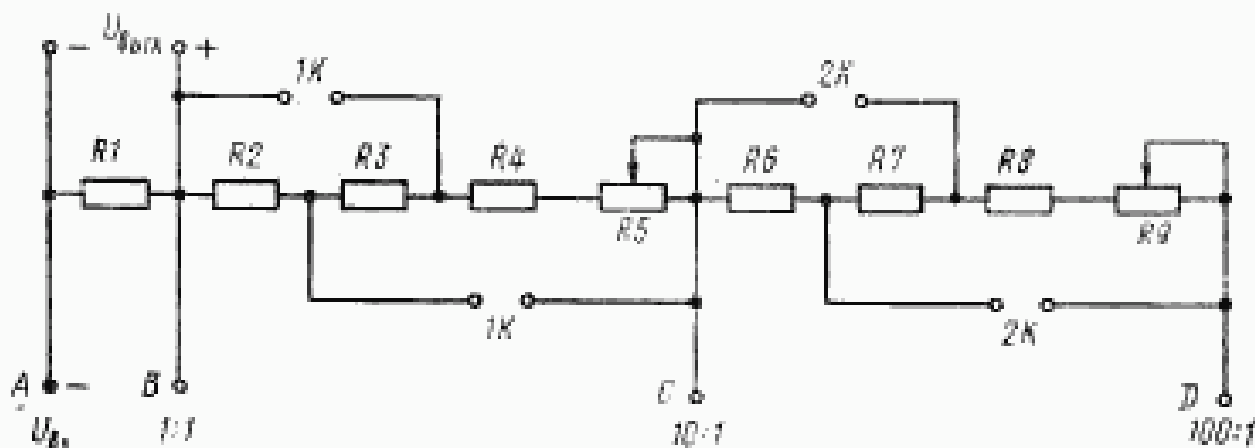 − Uвых +
1К 2К
R1 R2 R3 R4 R5 R6 R7 R8 R9
1К 2К
A − B C D
Uвх 1:1 10:1 100:1